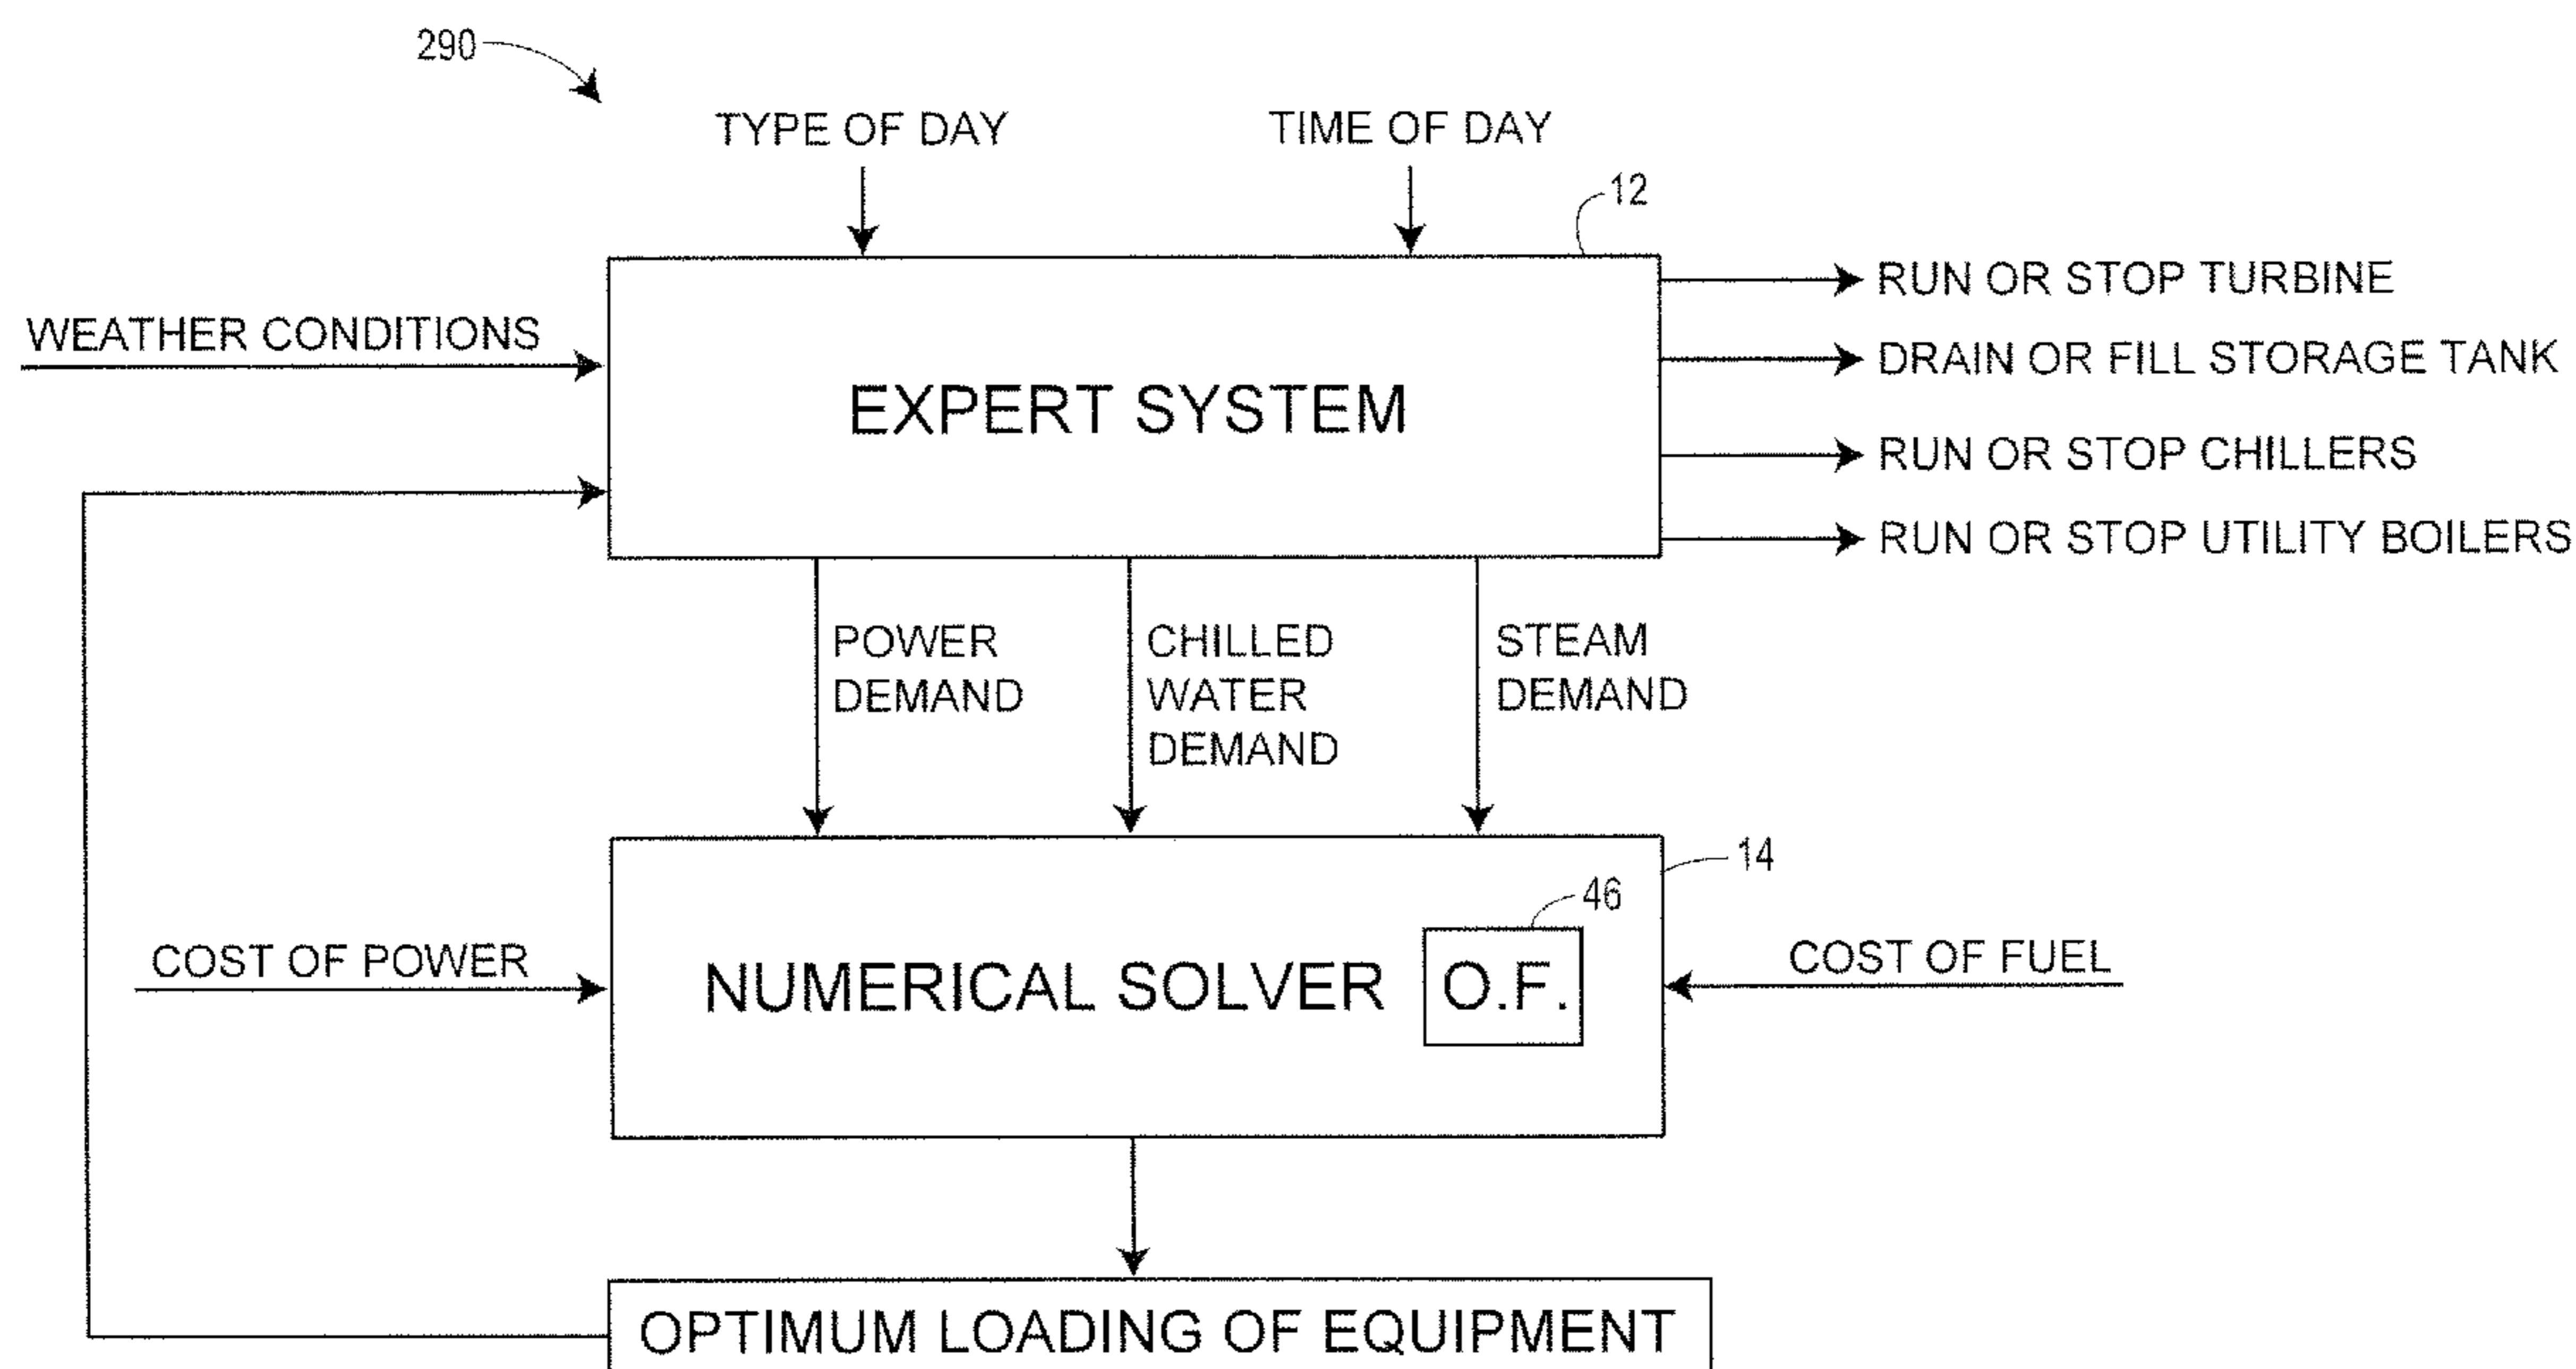 290
TYPE OF DAY
TIME OF DAY
12
WEATHER CONDITIONS
EXPERT SYSTEM
RUN OR STOP TURBINE
DRAIN OR FILL STORAGE TANK
RUN OR STOP CHILLERS
RUN OR STOP UTILITY BOILERS
POWER
DEMAND
CHILLED
WATER
DEMAND
STEAM
DEMAND
14
46
COST OF POWER
NUMERICAL SOLVER
O.F.
COST OF FUEL
OPTIMUM LOADING OF EQUIPMENT